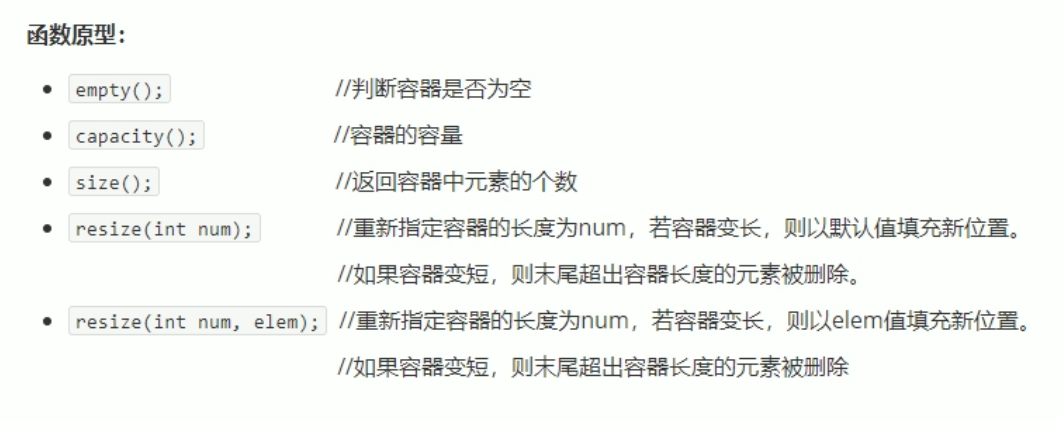 函数原型：
empty(); //判断容器是否为空
capacity(); //容器的容量
size(); //返回容器中元素的个数
resize(int num); //重新指定容器的长度为num，若容器变长，则以默认值填充新位置。
//如果容器变短，则末尾超出容器长度的元素被删除。
resize(int num, elem); //重新指定容器的长度为num，若容器变长，则以elem值填充新位置。
//如果容器变短，则末尾超出容器长度的元素被删除